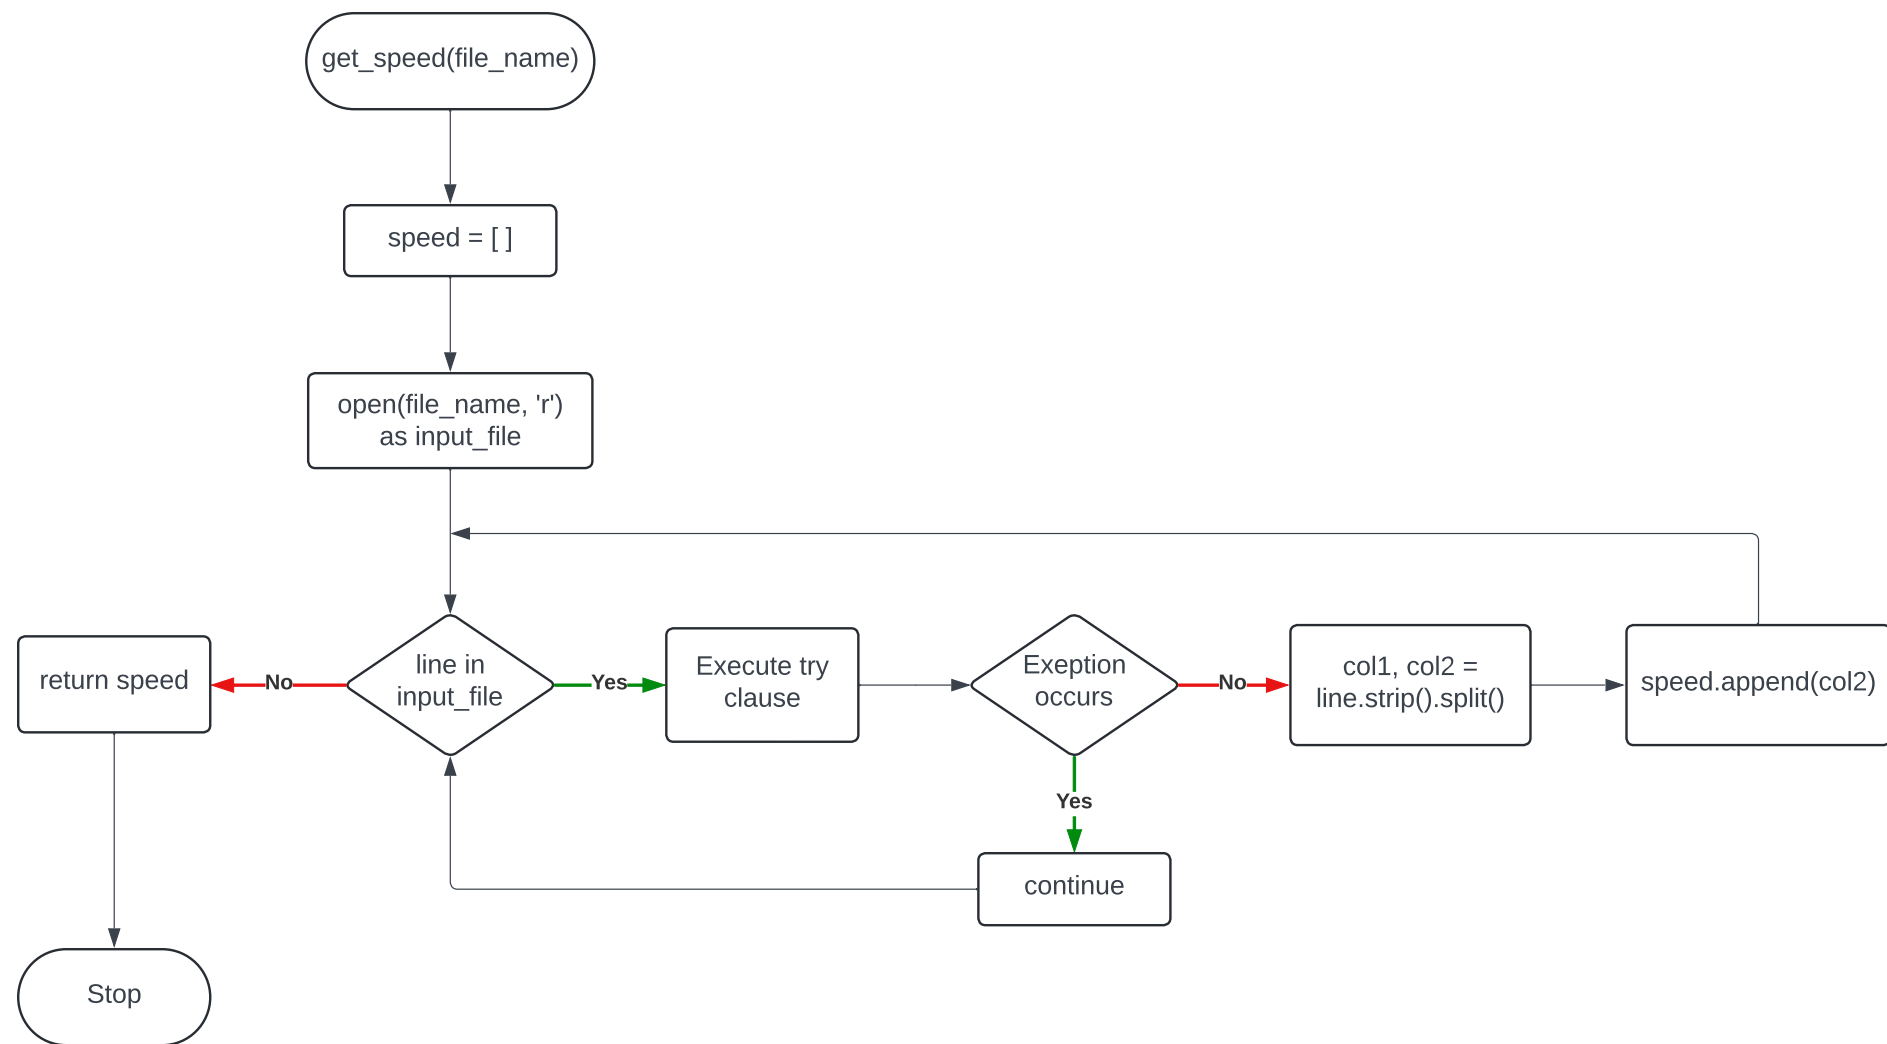 get_speed(file_name)
speed = [ ]
open(file_name, 'r')
as input_file
return speed
No
line in
input_file
Yes
Execute try
clause
Exeption
occurs
No
col1, col2 =
line.strip().split()
speed.append(col2)
Yes
continue
Stop